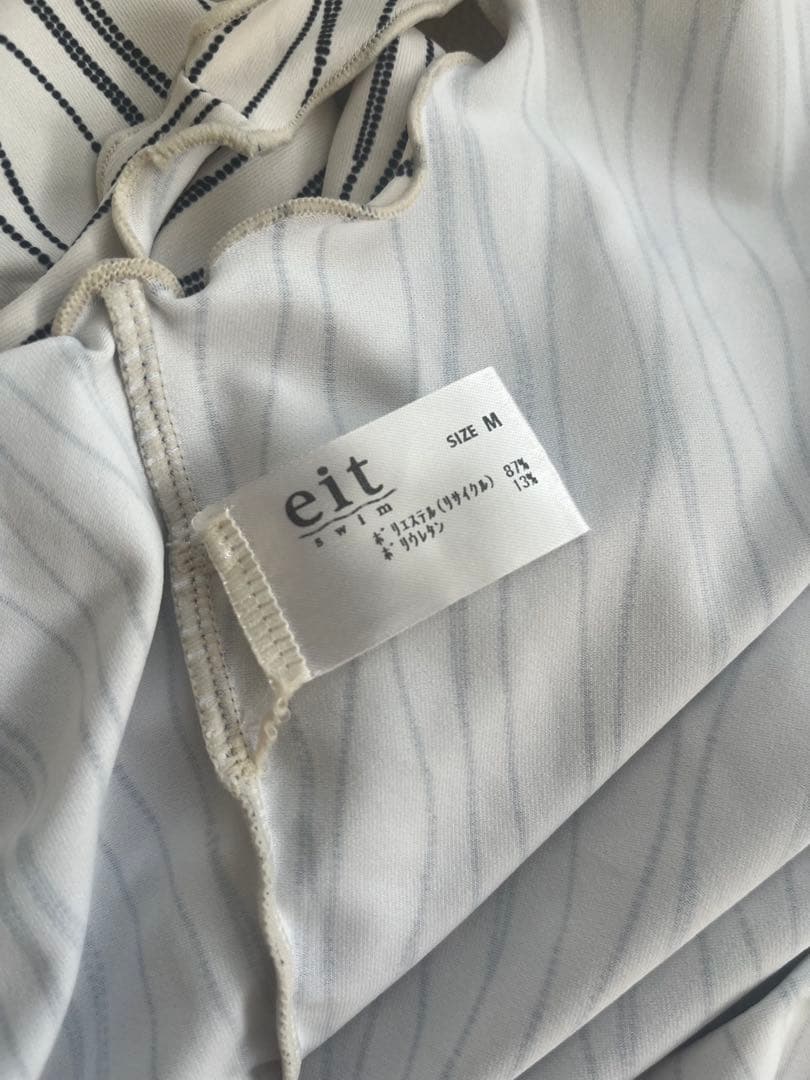 SIZE M
eit
swim
ポリエステル(リサイクル) 87%
ポリウレタン 13%